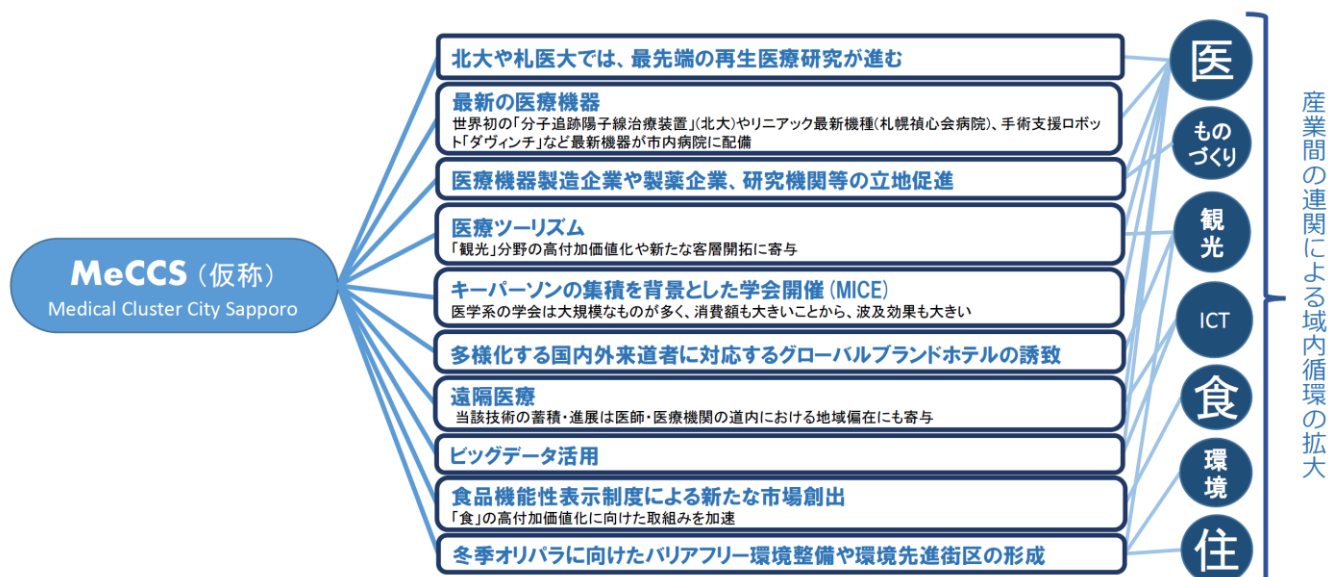 MeCCS（仮称）
Medical Cluster City Sapporo
北大や札医大では、最先端の再生医療研究が進む
最新の医療機器
世界初の「分子追跡陽子線治療装置」(北大)やリニアック最新機種(札幌禎心会病院)、手術支援ロボッ
ト「ダヴィンチ」など最新機器が市内病院に配備
医療機器製造企業や製薬企業、研究機関等の立地促進
医療ツーリズム
「観光」分野の高付加価値化や新たな客層開拓に寄与
キーパーソンの集積を背景とした学会開催（MICE）
医学系の学会は大規模なものが多く、消費額も大きいことから、波及効果も大きい
多様化する国内外来道者に対応するグローバルブランドホテルの誘致
遠隔医療
当該技術の蓄積・進展は医師・医療機関の道内における地域偏在にも寄与
ビッグデータ活用
食品機能性表示制度による新たな市場創出
「食」の高付加価値化に向けた取組みを加速
冬季オリパラに向けたバリアフリー環境整備や環境先進街区の形成
医
もの
づくり
観
光
ICT
食
環
境
住
産業間の連関による域内循環の拡大